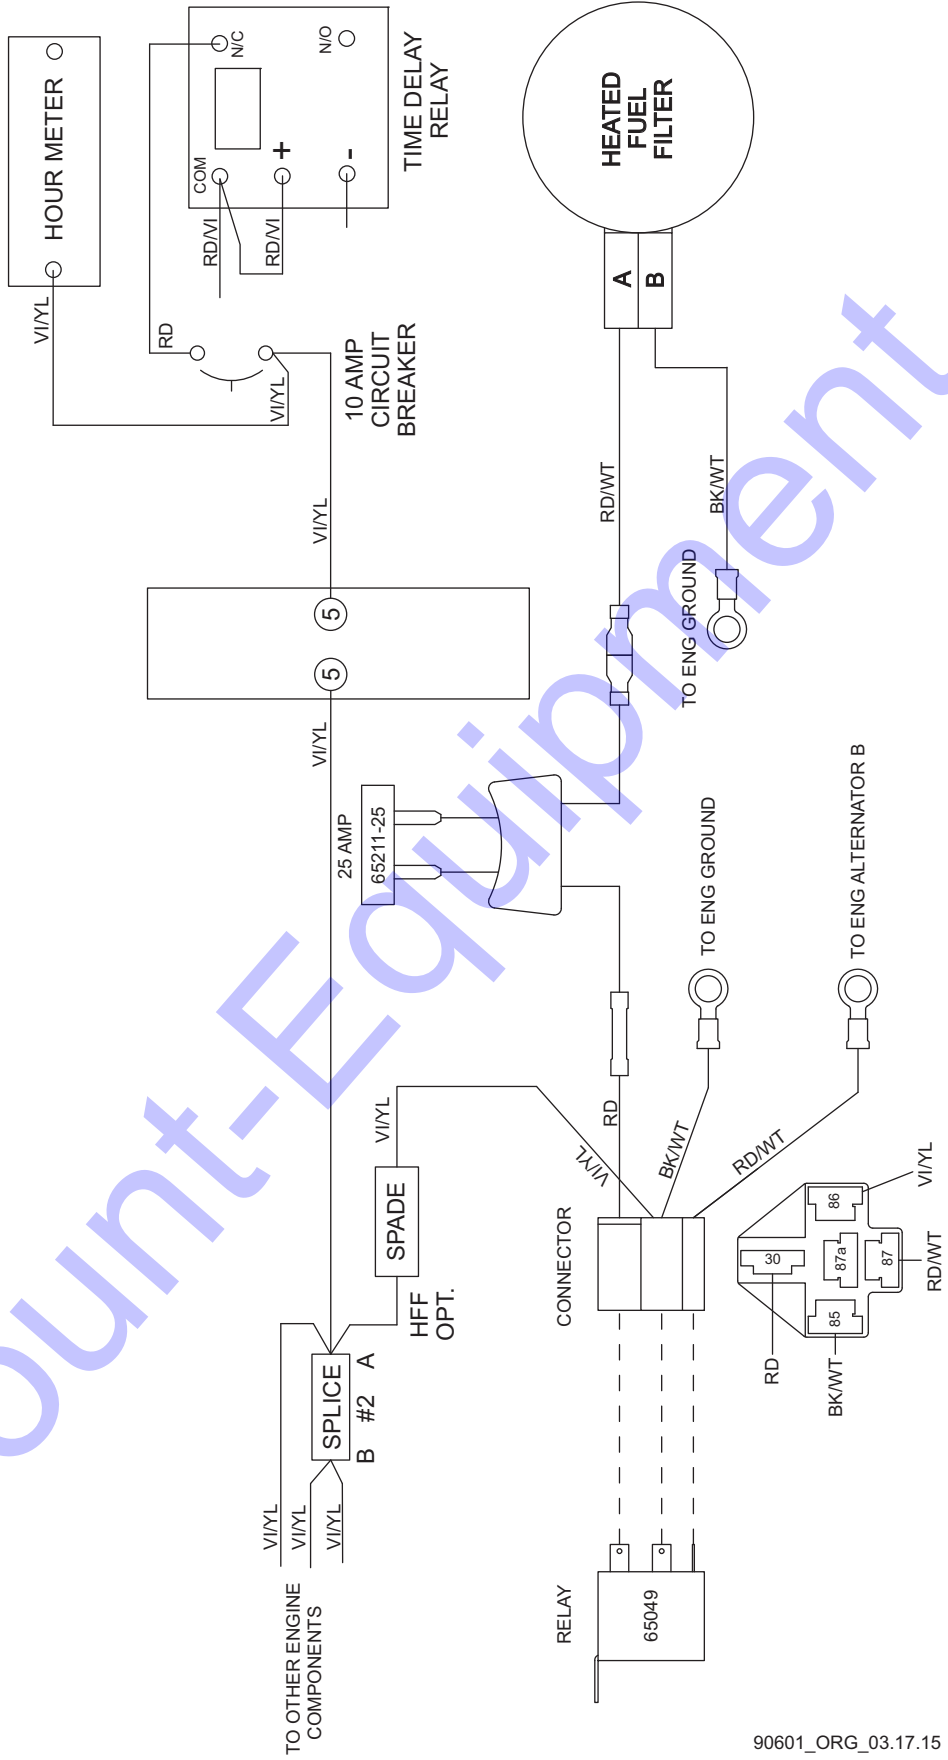 HOUR METER
VI/YL
RD
N/C
N/O
COM
+
-
RD/VI
RD/VI
TIME DELAY
RELAY
VI/YL
10 AMP
CIRCUIT
BREAKER
VI/YL
5
5
VI/YL
HEATED
FUEL
FILTER
A
B
RD/WT
BK/WT
TO ENG GROUND
25 AMP
65211-25
TO ENG GROUND
TO ENG ALTERNATOR B
VI/YL
SPADE
HFF
OPT.
SPLICE
#2
B
A
VI/YL
VI/YL
VI/YL
TO OTHER ENGINE
COMPONENTS
VI/YL
RD
BK/WT
RD/WT
CONNECTOR
RELAY
65049
30
86
87a
87
85
RD
BK/WT
VI/YL
RD/WT
90601_ORG_03.17.15
ount-Equipment